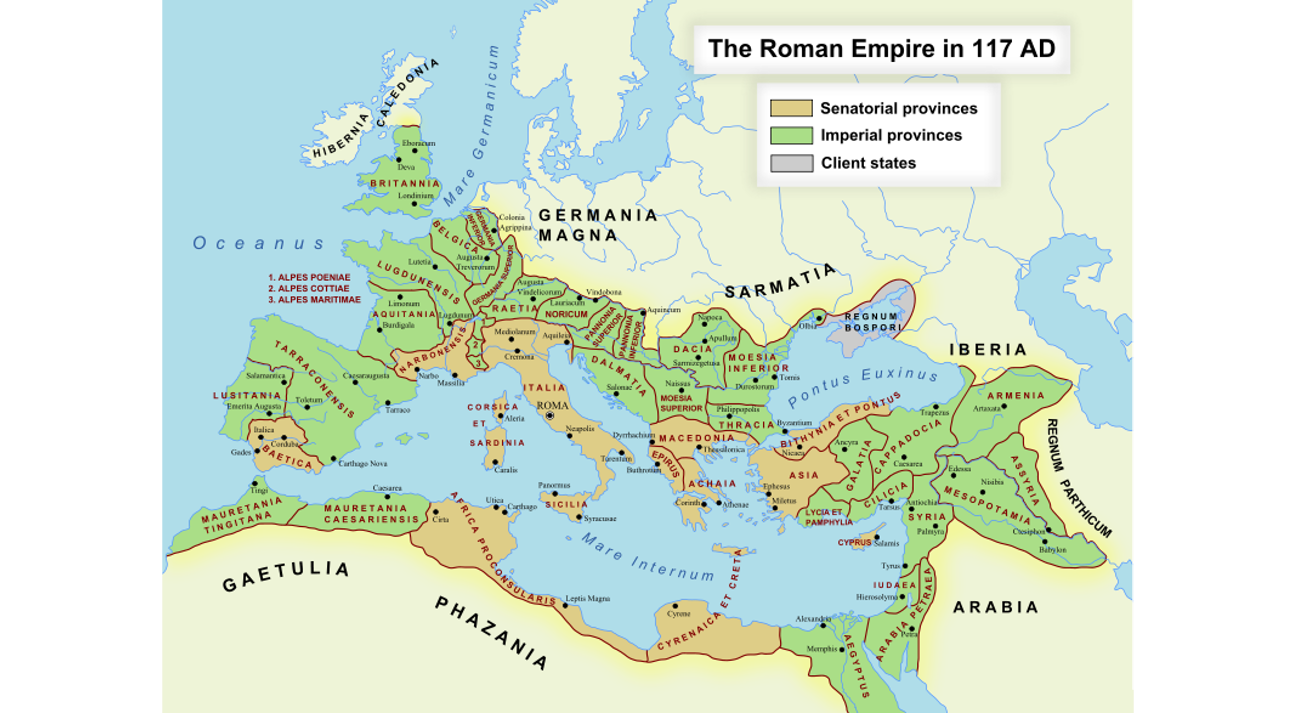 The Roman Empire in 117 AD
Senatorial provinces
Imperial provinces
Client states
CALEDONIA
HIBERNIA
Mare Germanicum
Eboracum
Deva
BRITANNIA
Londinium
Oceanus
GERMANIA
MAGNA
SARMATIA
GERMANIA
INFERIOR
Colonia
Agrippina
BELGICA
Augusta
Treverorum
GERMANIA SUPERIOR
Lutetia
LUGDUNENSIS
1. ALPES POENIAE
2. ALPES COTTIAE
3. ALPES MARITIMAE
Limonum
AQUITANIA
Burdigala
Lugdunum
NARBONENSIS
Narbo
Massilia
2
3
Augusta
Vindelicorum
RAETIA
Lauriacum
NORICUM
Vindobona
PANNONIA
SUPERIOR
PANNONIA
INFERIOR
Aquincum
Mediolanum
Cremona
Aquileia
ITALIA
ROMA
Neapolis
Tarentum
DALMATIA
Salonae
Napoca
Apullum
DACIA
Sarmizegetusa
MOESIA
INFERIOR
Durostorum
Tomis
Naissus
MOESIA
SUPERIOR
Philippopolis
THRACIA
Byzantium
Olbia
REGNUM
BOSPORI
Pontus Euxinus
IBERIA
TARRACONENSIS
Salamantica
Caesaraugusta
LUSITANIA
Emerita Augusta
Toletum
Tarraco
Italica
Corduba
BAETICA
Gades
Carthago Nova
CORSICA
ET
SARDINIA
Aleria
Caralis
Dyrrhachium
MACEDONIA
Thessalonica
EPIRUS
Buthrotum
ACHAIA
Corinth
Athenae
BITHYNIA ET PONTUS
Nicaea
ASIA
Ephesus
Miletus
Ancyra
GALATIA
CAPPADOCIA
Caesarea
Trapezus
ARMENIA
Artaxata
REGNUM PARTHICUM
ASSYRIA
Edessa
Nisibis
MESOPOTAMIA
Ctesiphon
Babylon
CILICIA
Tarsus
LYCIA ET
PAMPHYLIA
Antiochia
SYRIA
Palmyra
CYPRUS
Salamis
Tyrus
IUDAEA
Hierosolyma
ARABIA PETRAEA
Petra
ARABIA
Tingi
MAURETANIA
TINGITANA
Caesarea
MAURETANIA
CAESARIENSIS
Cirta
Utica
Carthago
AFRICA PROCONSULARIS
Panormus
SICILIA
Syracusae
Mare Internum
Leptis Magna
Cyrene
CYRENAICA ET CRETA
Alexandria
Memphis
AEGYPTUS
GAETULIA
PHAZANIA